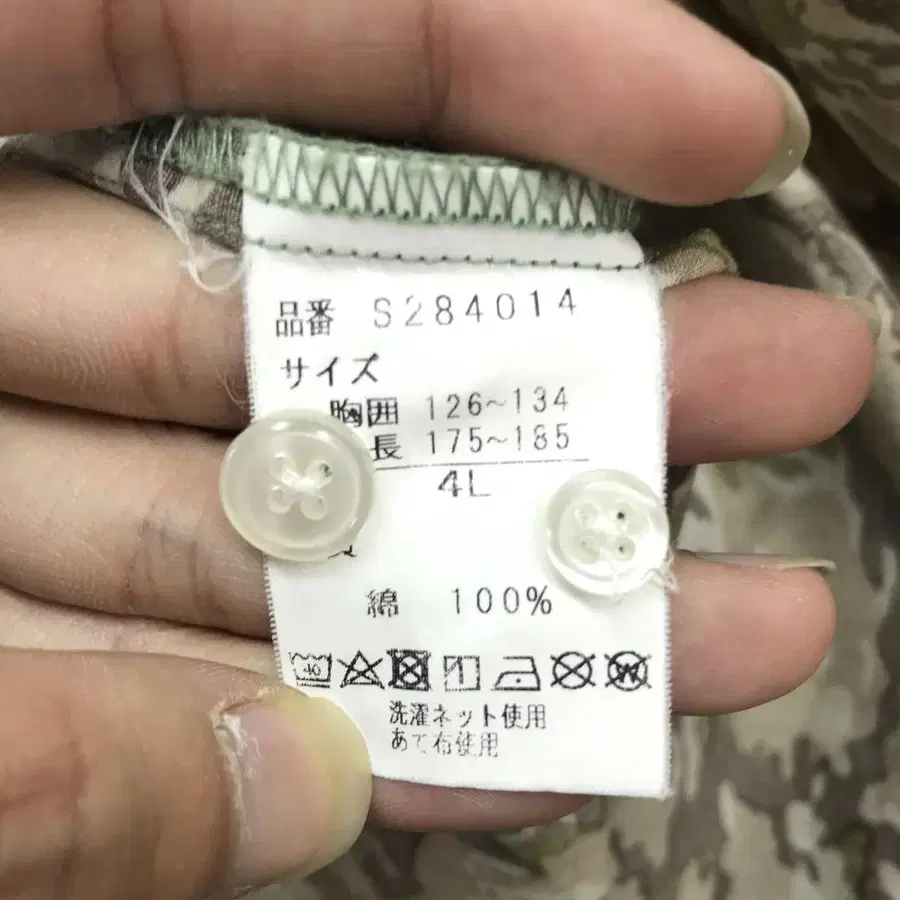 品番 S284014
サイズ
胸囲 126~134
長 175~185
4L
綿 100%
40
W
洗濯ネット使用
あて布使用